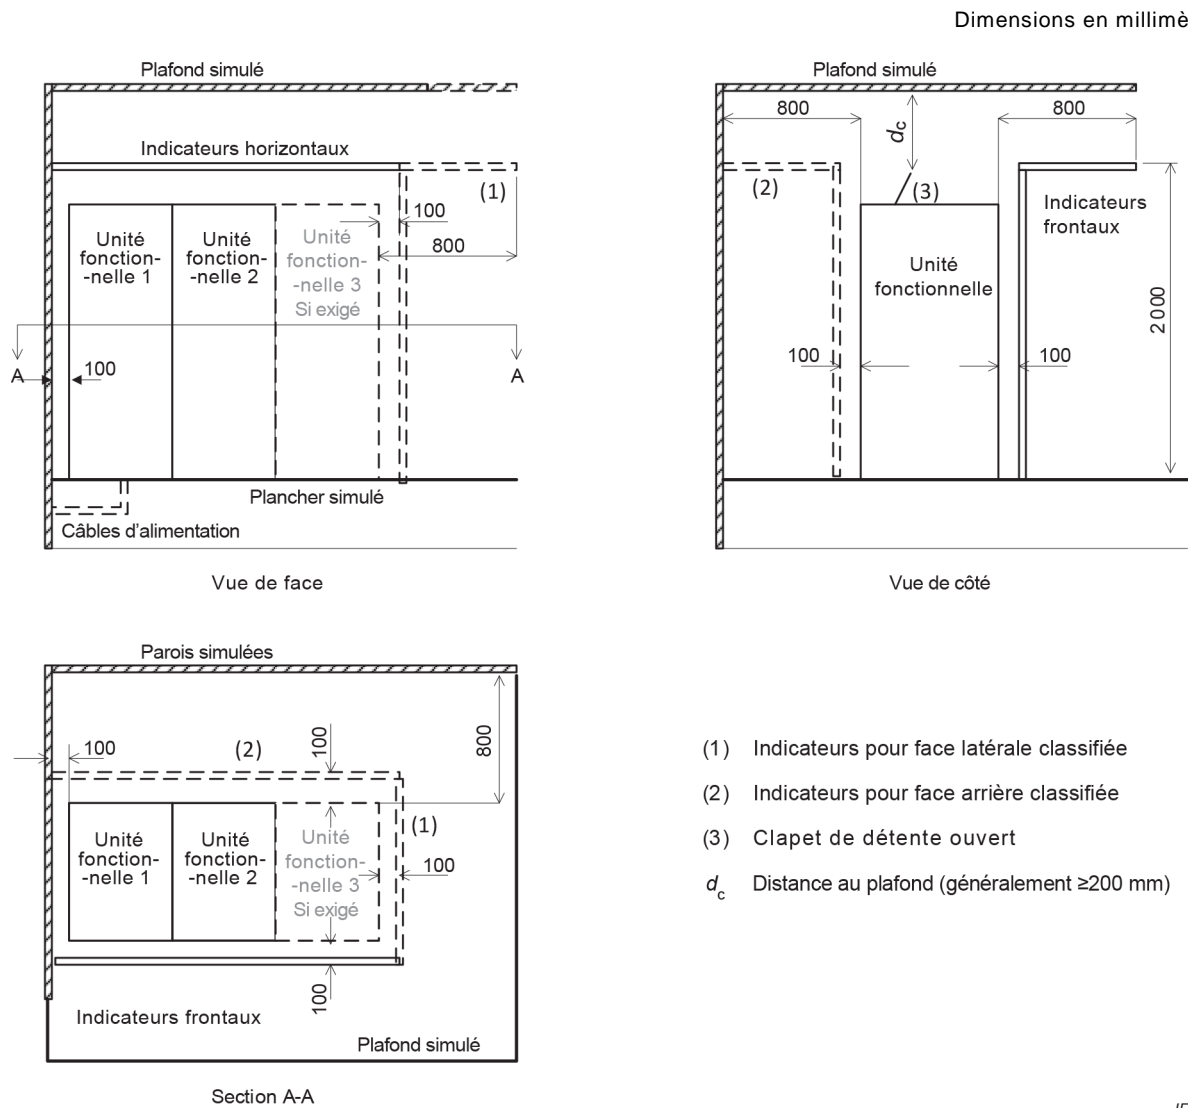 Dimensions en millimè
Plafond simulé
Indicateurs horizontaux
(1)
100
800
Unité
fonction-
-nelle 1
Unité
fonction-
-nelle 2
Unité
fonction-
-nelle 3
Si exigé
A
100
A
Plancher simulé
Câbles d'alimentation
Vue de face
Plafond simulé
800
d c
800
(2)
(3)
Indicateurs
frontaux
Unité
fonctionnelle
2 000
100
100
Vue de côté
Parois simulées
100
(2)
100
800
Unité
fonction-
-nelle 1
Unité
fonction-
-nelle 2
Unité
fonction-
-nelle 3
Si exigé
(1)
100
100
Indicateurs frontaux
Plafond simulé
Section A-A
(1) Indicateurs pour face latérale classifiée
(2) Indicateurs pour face arrière classifiée
(3) Clapet de détente ouvert
d c Distance au plafond (généralement ≥200 mm)